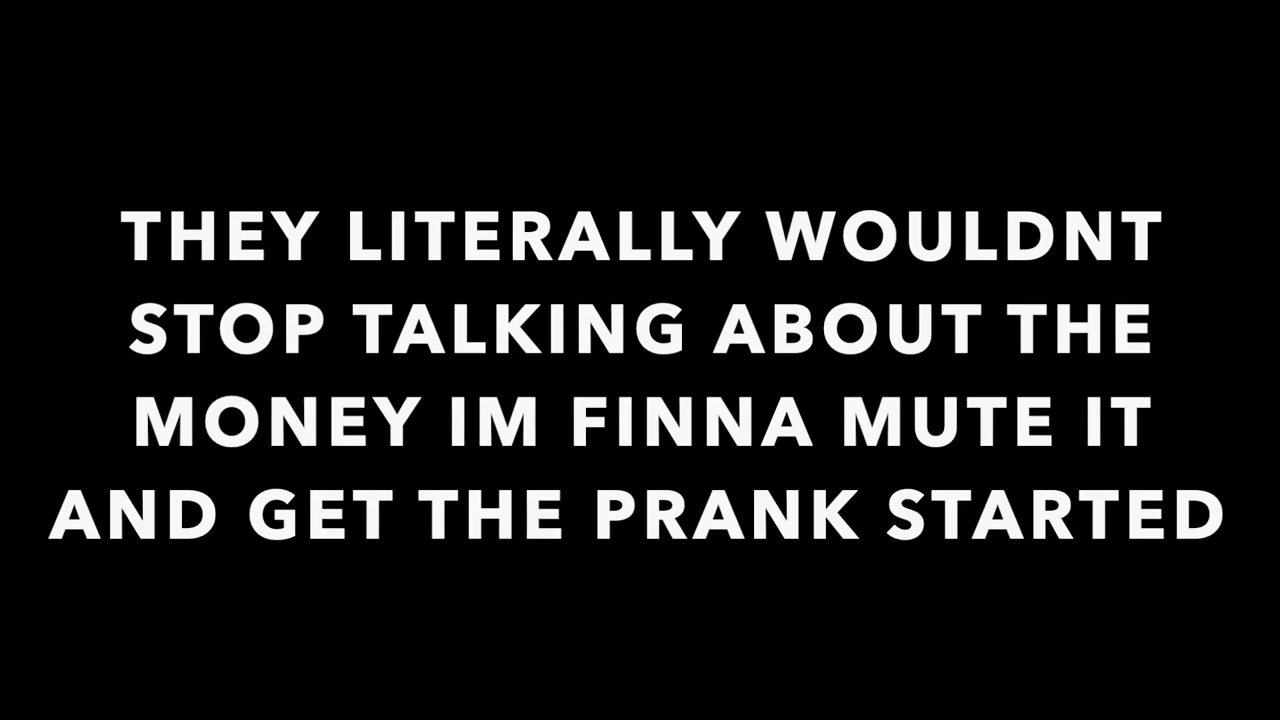 THEY LITERALLY WOULDNT
STOP TALKING ABOUT THE
MONEY IM FINNA MUTE IT
AND GET THE PRANK STARTED